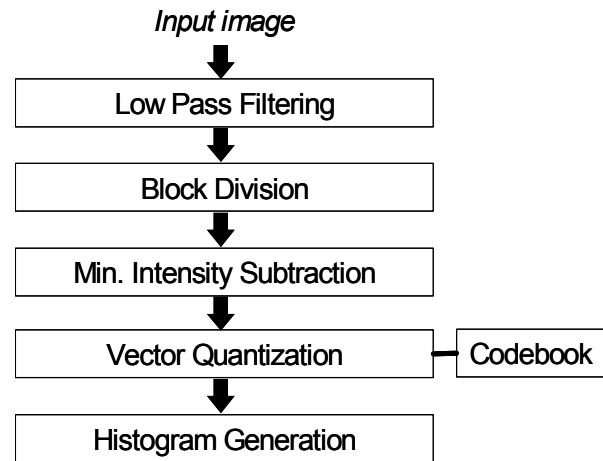 Input image
Low Pass Filtering
Block Division
Min. Intensity Subtraction
Vector Quantization
Codebook
Histogram Generation